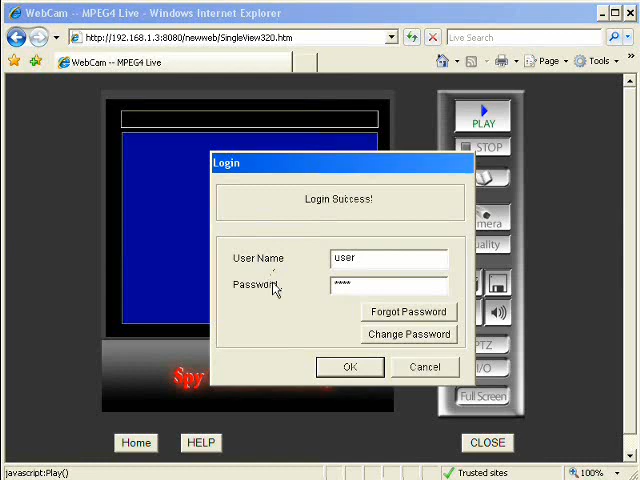 WebCam -- MPEG4 Live - Windows Internet Explorer
http://192.168.1.3:8080/newweb/SingleView320.htm
Live Search
WebCam -- MPEG4 Live
Page
Tools
PLAY
STOP
Login
Login Success!
User Name
user
Password
****
Forgot Password
Change Password
OK
Cancel
mera
uality
PTZ
I/O
Full Screen
Spy
Home
HELP
CLOSE
javascript:Play()
Trusted sites
100%